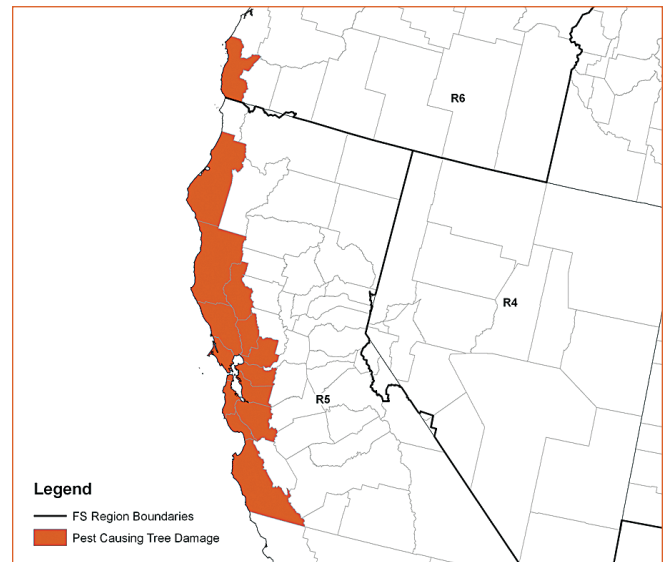 R6
R4
R5
Legend
FS Region Boundaries
Pest Causing Tree Damage